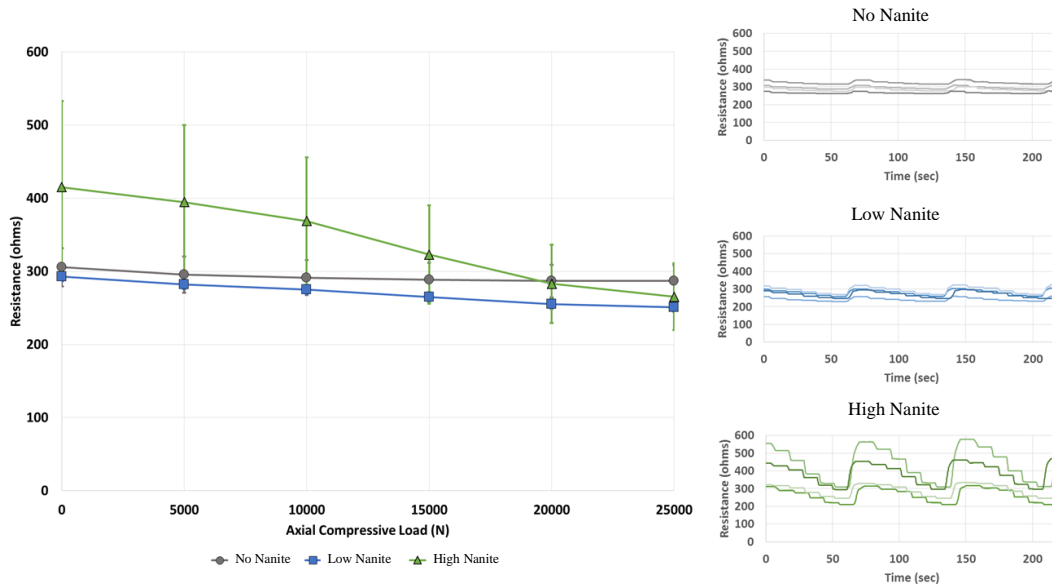 600
500
400
300
200
100
0
Resistance (ohms)
0 5000 10000 15000 20000 25000
Axial Compressive Load (N)
No Nanite Low Nanite High Nanite
No Nanite
600
500
400
300
200
100
0
Resistance (ohms)
0 50 100 150 200
Time (sec)
Low Nanite
600
500
400
300
200
100
0
Resistance (ohms)
0 50 100 150 200
Time (sec)
High Nanite
600
500
400
300
200
100
0
Resistance (ohms)
0 50 100 150 200
Time (sec)